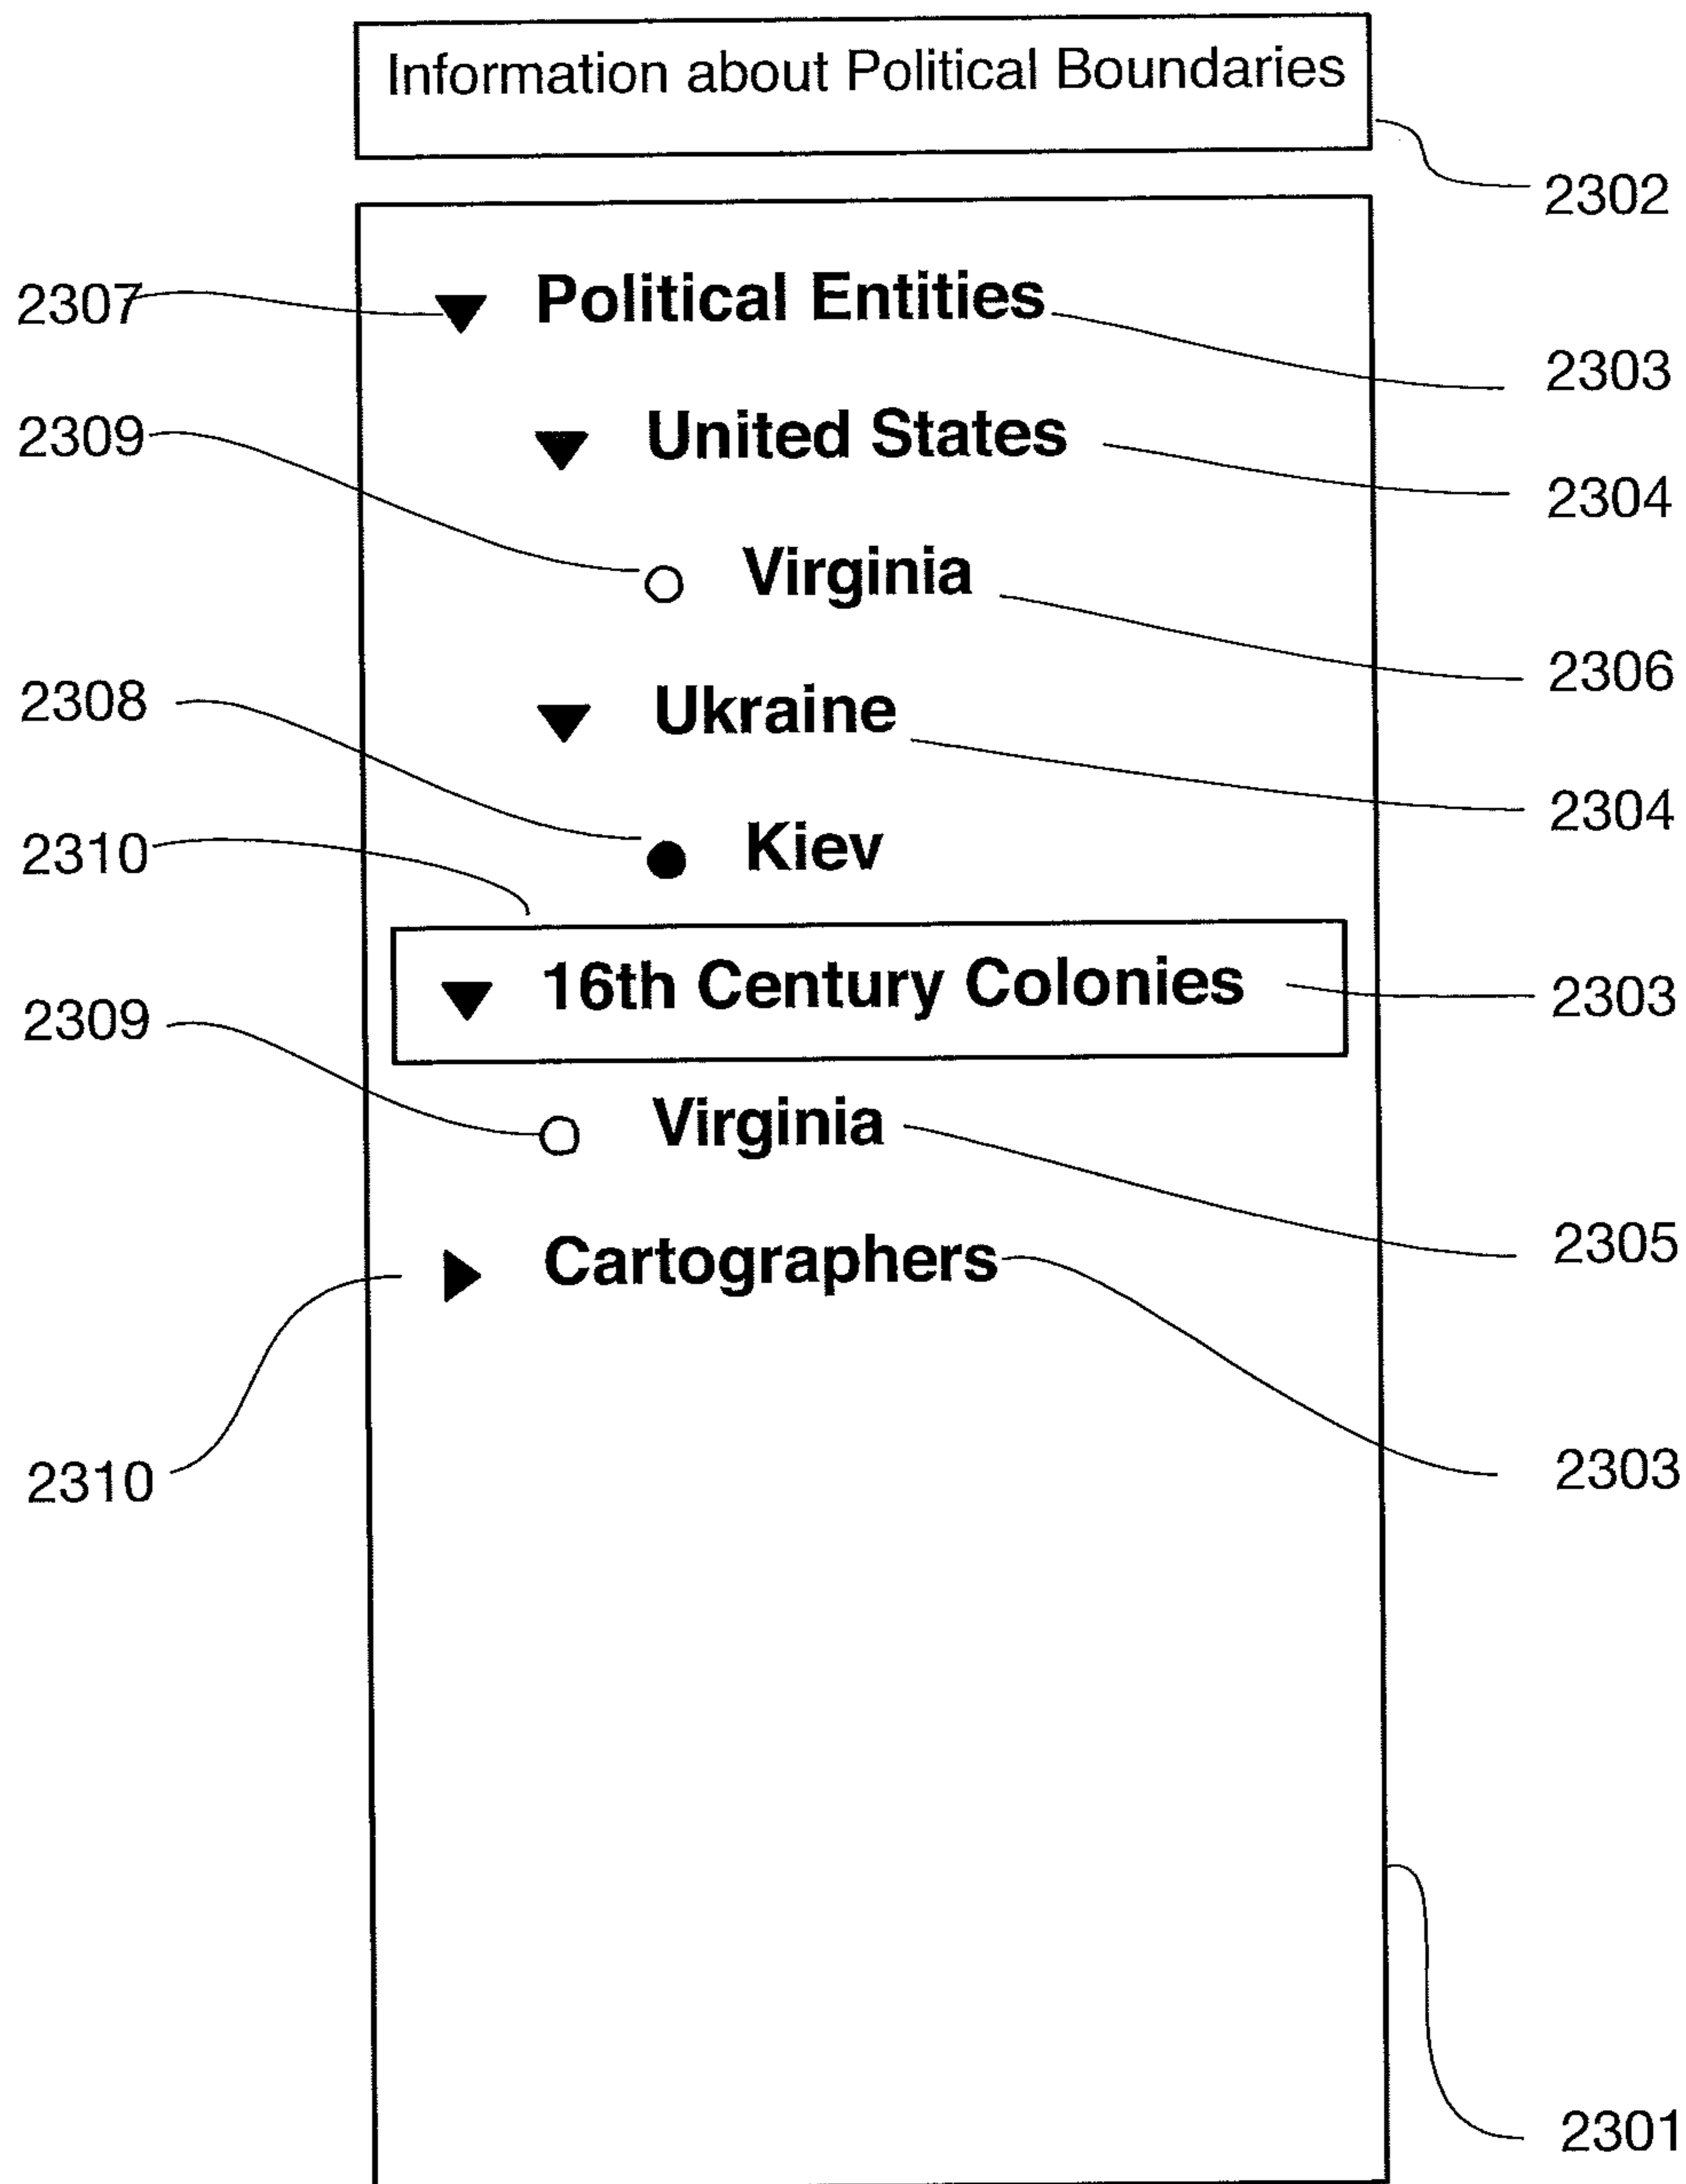 Information about Political Boundaries
2302
2307
Political Entities
2303
2309
United States
2304
Virginia
2306
2308
Ukraine
2304
2310
Kiev
16th Century Colonies
2303
2309
Virginia
2305
Cartographers
2310
2303
2301